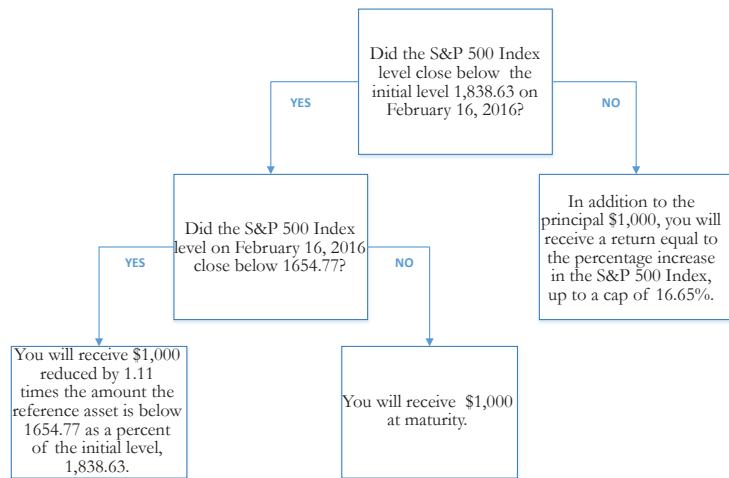 Did the S&P 500 Index
level close below the
initial level 1,838.63 on
February 16, 2016?
YES
NO
Did the S&P 500 Index
level on February 16, 2016
close below 1654.77?
In addition to the
principal $1,000, you will
receive a return equal to
the percentage increase
in the S&P 500 Index,
up to a cap of 16.65%.
YES
NO
You will receive $1,000
reduced by 1.11
times the amount the
reference asset is below
1654.77 as a percent
of the initial level,
1,838.63.
You will receive $1,000
at maturity.